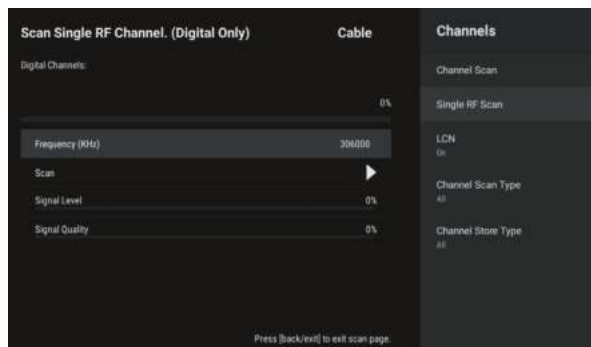 Scan Single RF Channel. (Digital Only) Cable
Digital Channels:
0%
Frequency (KHz) 306000
Scan
Signal Level 0%
Signal Quality 0%
Press [back/exit] to exit scan page.
Channels
Channel Scan
Single RF Scan
LCN
On
Channel Scan Type
All
Channel Store Type
All